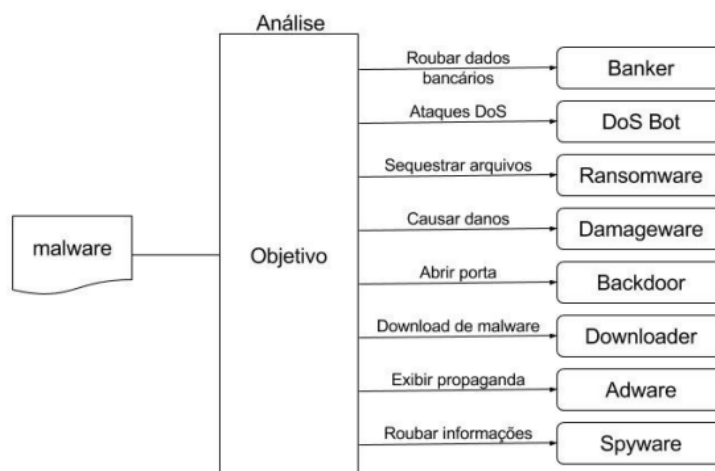 Análise
malware
Objetivo
Roubar dados
bancários
Banker
Ataques DoS
DoS Bot
Sequestrar arquivos
Ransomware
Causar danos
Damageware
Abrir porta
Backdoor
Download de malware
Downloader
Exibir propaganda
Adware
Roubar informações
Spyware